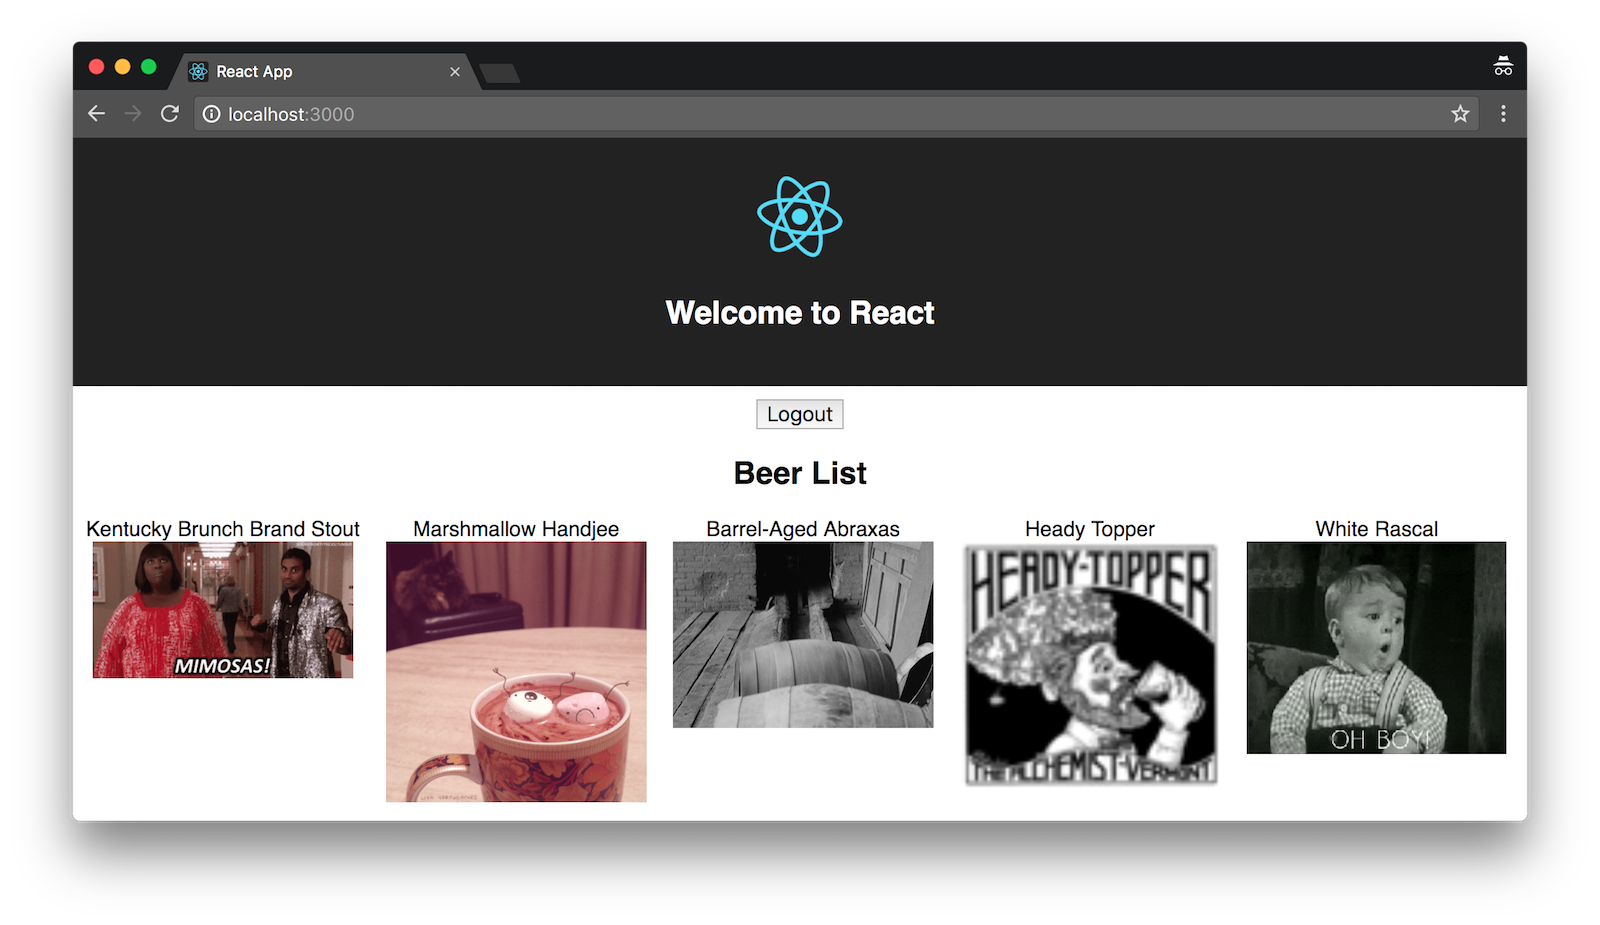 React App
localhost:3000
Welcome to React
Logout
Beer List
Kentucky Brunch Brand Stout
Marshmallow Handjee
Barrel-Aged Abraxas
Heady Topper
White Rascal
MIMOSAS!
HEADY-TOPPER
THE ALCHEMIST-VERMONT
OH BOY!